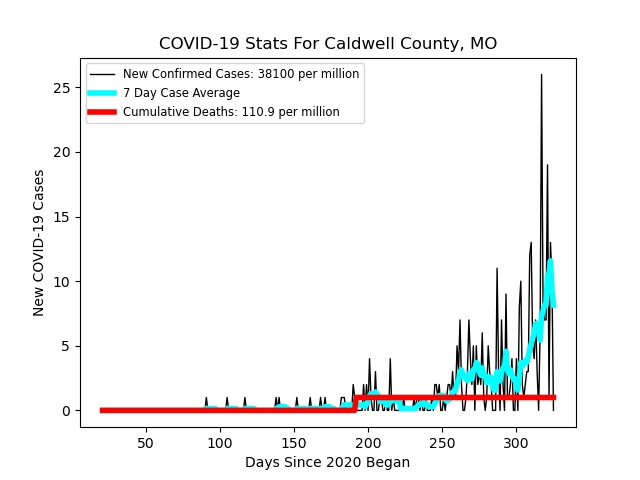 COVID-19 Stats For Caldwell County, MO
New Confirmed Cases: 38100 per million
7 Day Case Average
Cumulative Deaths: 110.9 per million
New COVID-19 Cases
25
20
15
10
5
0
50 100 150 200 250 300
Days Since 2020 Began